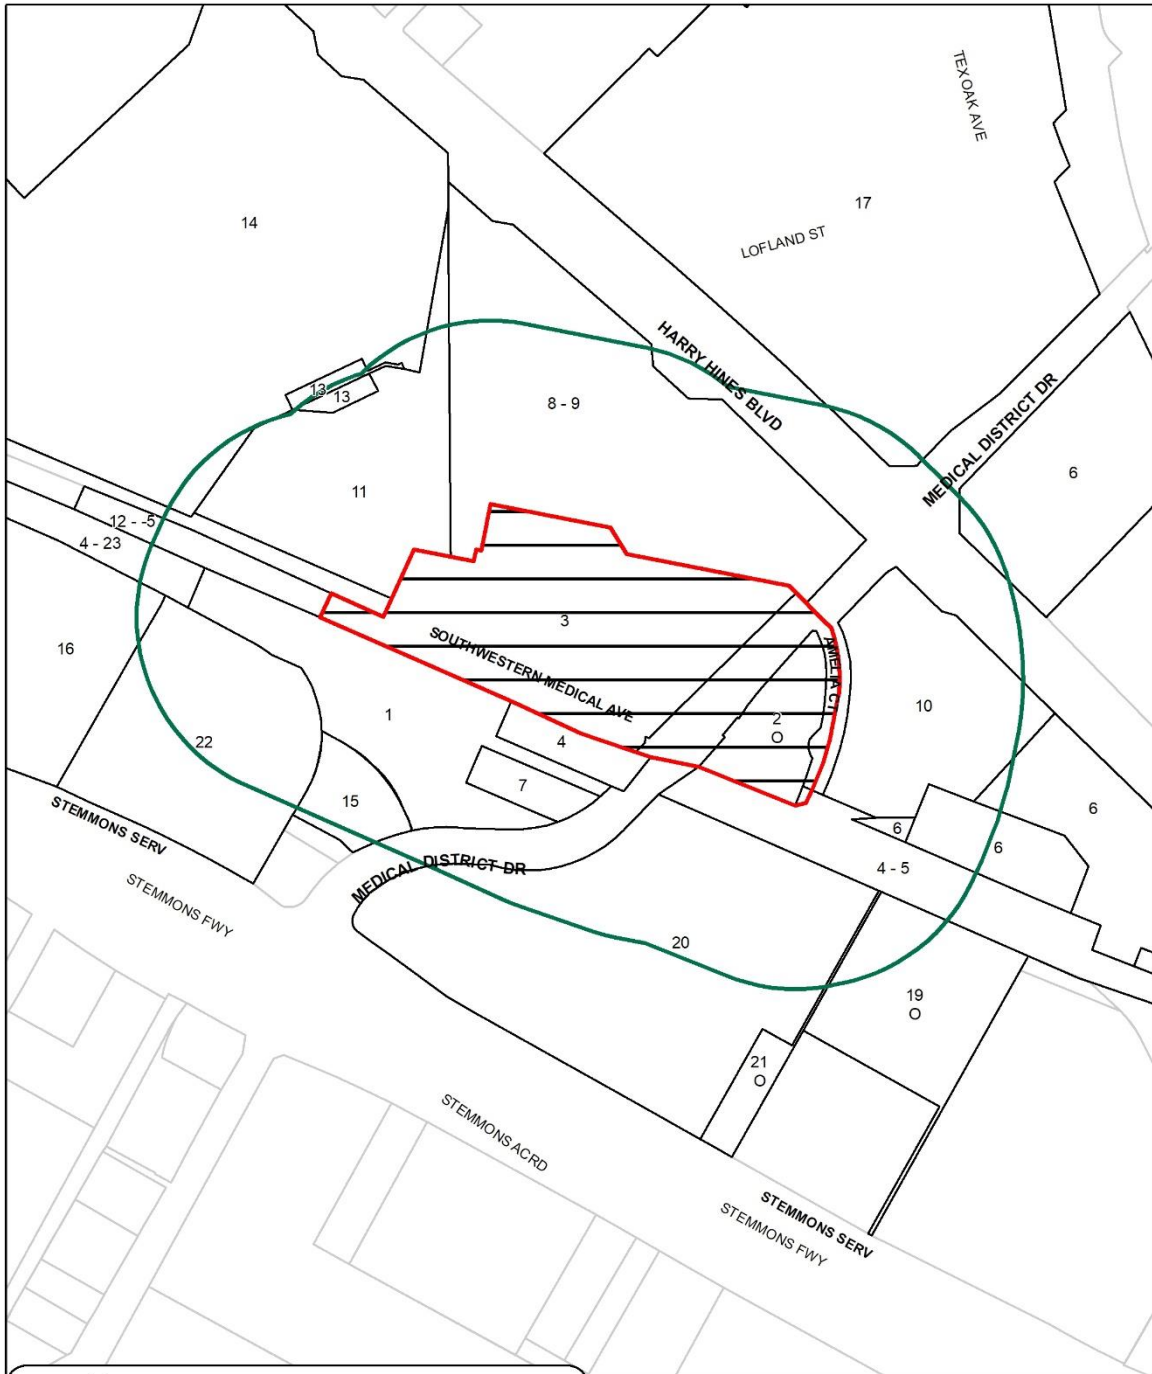 TEXOAK AVE
17
14
LOFLAND ST
HARRY HINES BLVD
MEDICAL DISTRICT DR
13
13
8 - 9
6
11
12 - -5
4 - 23
3
SOUTHWESTERN MEDICAL AVE
AMELIA CT
16
10
1
2
O
22
4
7
15
6
6
6
STEMMONS SERV
MEDICAL DISTRICT DR
4 - 5
STEMMONS FWY
20
19
O
21
O
STEMMONS ACRD
STEMMONS SERV
STEMMONS FWY